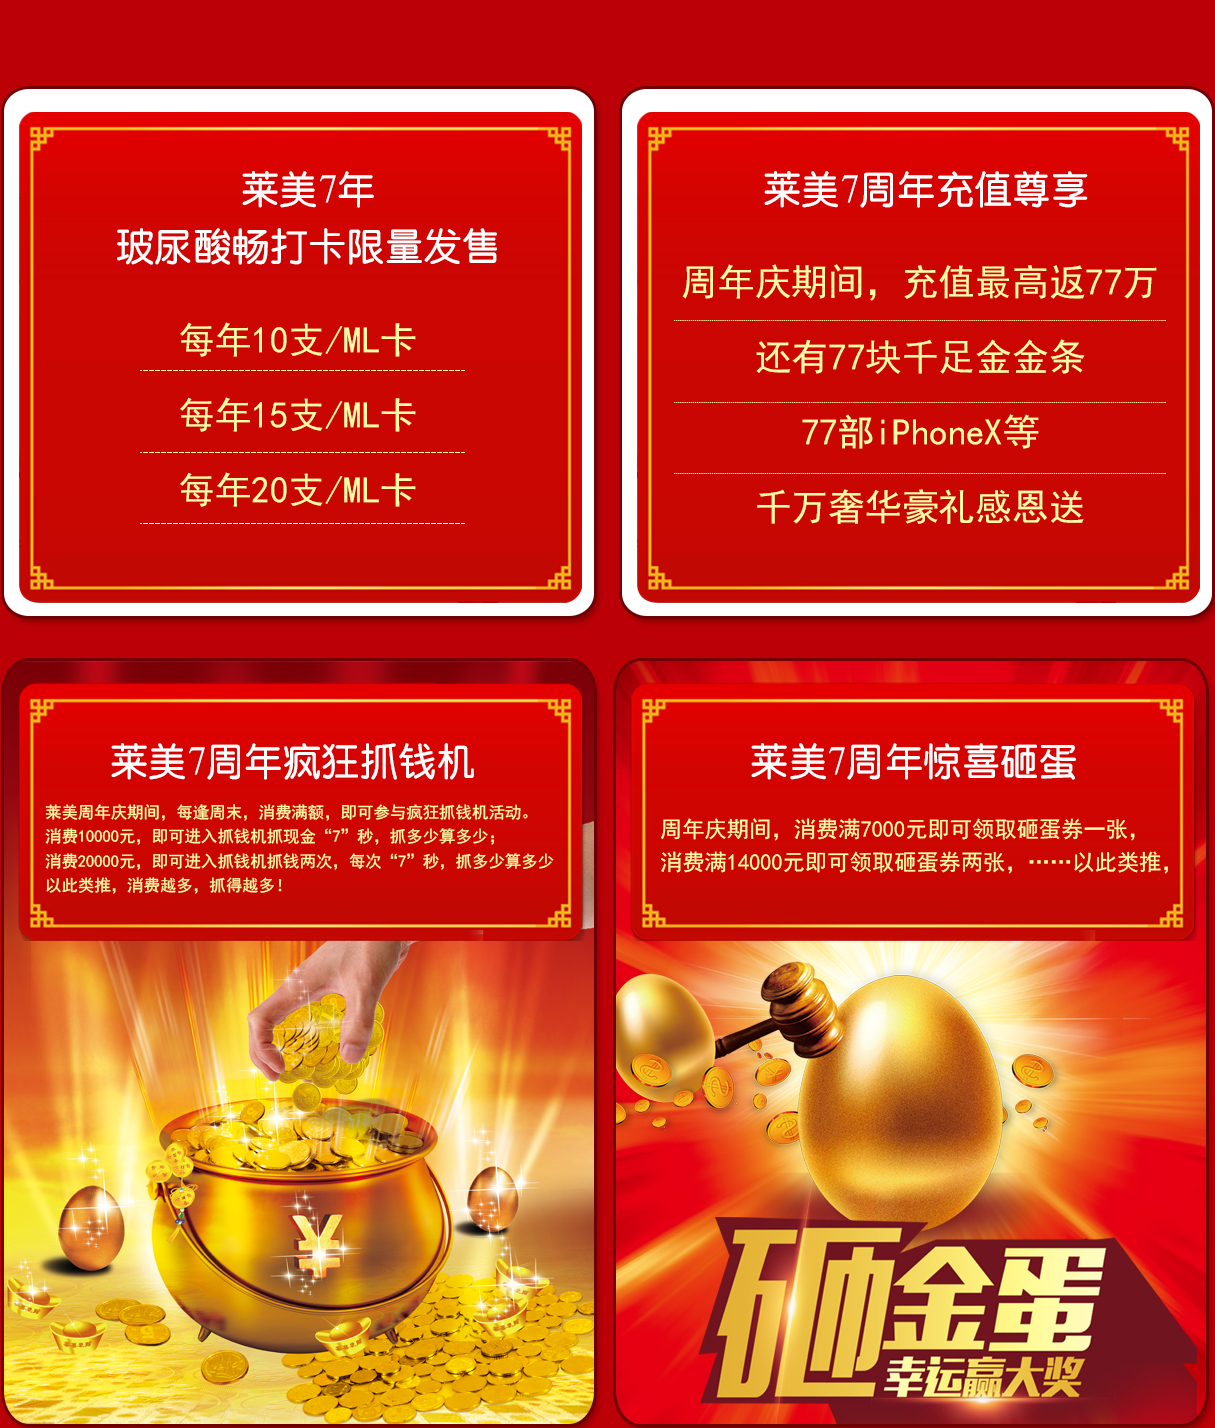 莱美7年
玻尿酸畅打卡限量发售
每年10支/ML卡
每年15支/ML卡
每年20支/ML卡
莱美7周年充值尊享
周年庆期间，充值最高返77万
还有77块千足金金条
77部iPhoneX等
千万奢华豪礼感恩送
莱美7周年疯狂抓钱机
莱美周年庆期间，每逢周末，消费满额，即可参与疯狂抓钱机活动。
消费10000元，即可进入抓钱机抓现金“7”秒，抓多少算多少；
消费20000元，即可进入抓钱机抓钱两次，每次“7”秒，抓多少算多少
以此类推，消费越多，抓得越多！
¥
莱美7周年惊喜砸蛋
周年庆期间，消费满7000元即可领取砸蛋券一张，
消费满14000元即可领取砸蛋券两张，……以此类推，
砸金蛋
幸运赢大奖